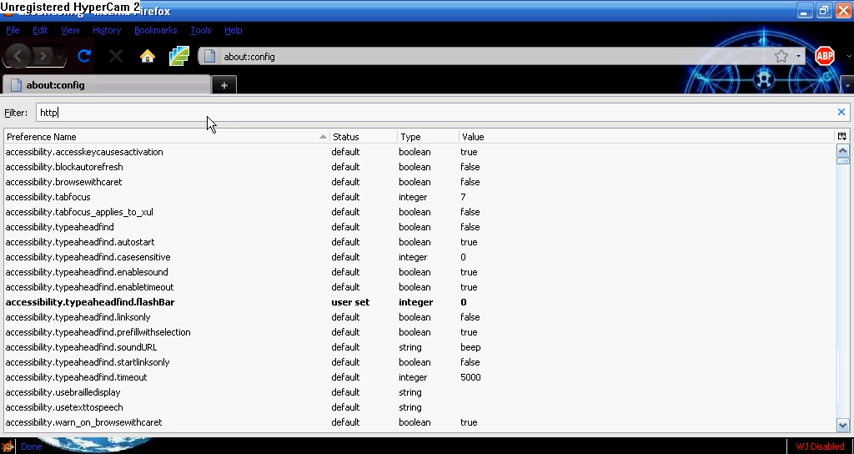 Unregistered HyperCam 2
File Edit View History Bookmarks Tools Help
about:config
ABP
about:config +
Filter: http
Preference Name Status Type Value
accessibility.accesskeycausesactivation default boolean true
accessibility.blockautorefresh default boolean false
accessibility.browsewithcaret default boolean false
accessibility.tabfocus default integer 7
accessibility.tabfocus_applies_to_xul default boolean false
accessibility.typeaheadfind default boolean false
accessibility.typeaheadfind.autostart default boolean true
accessibility.typeaheadfind.casesensitive default integer 0
accessibility.typeaheadfind.enablesound default boolean true
accessibility.typeaheadfind.enabletimeout default boolean true
accessibility.typeaheadfind.flashBar user set integer 0
accessibility.typeaheadfind.linksonly default boolean false
accessibility.typeaheadfind.prefillwithselection default boolean true
accessibility.typeaheadfind.soundURL default string beep
accessibility.typeaheadfind.startlinksonly default boolean false
accessibility.typeaheadfind.timeout default integer 5000
accessibility.usebrailledisplay default string
accessibility.usetexttospeech default string
accessibility.warn_on_browsewithcaret default boolean true
Done WJ Disabled